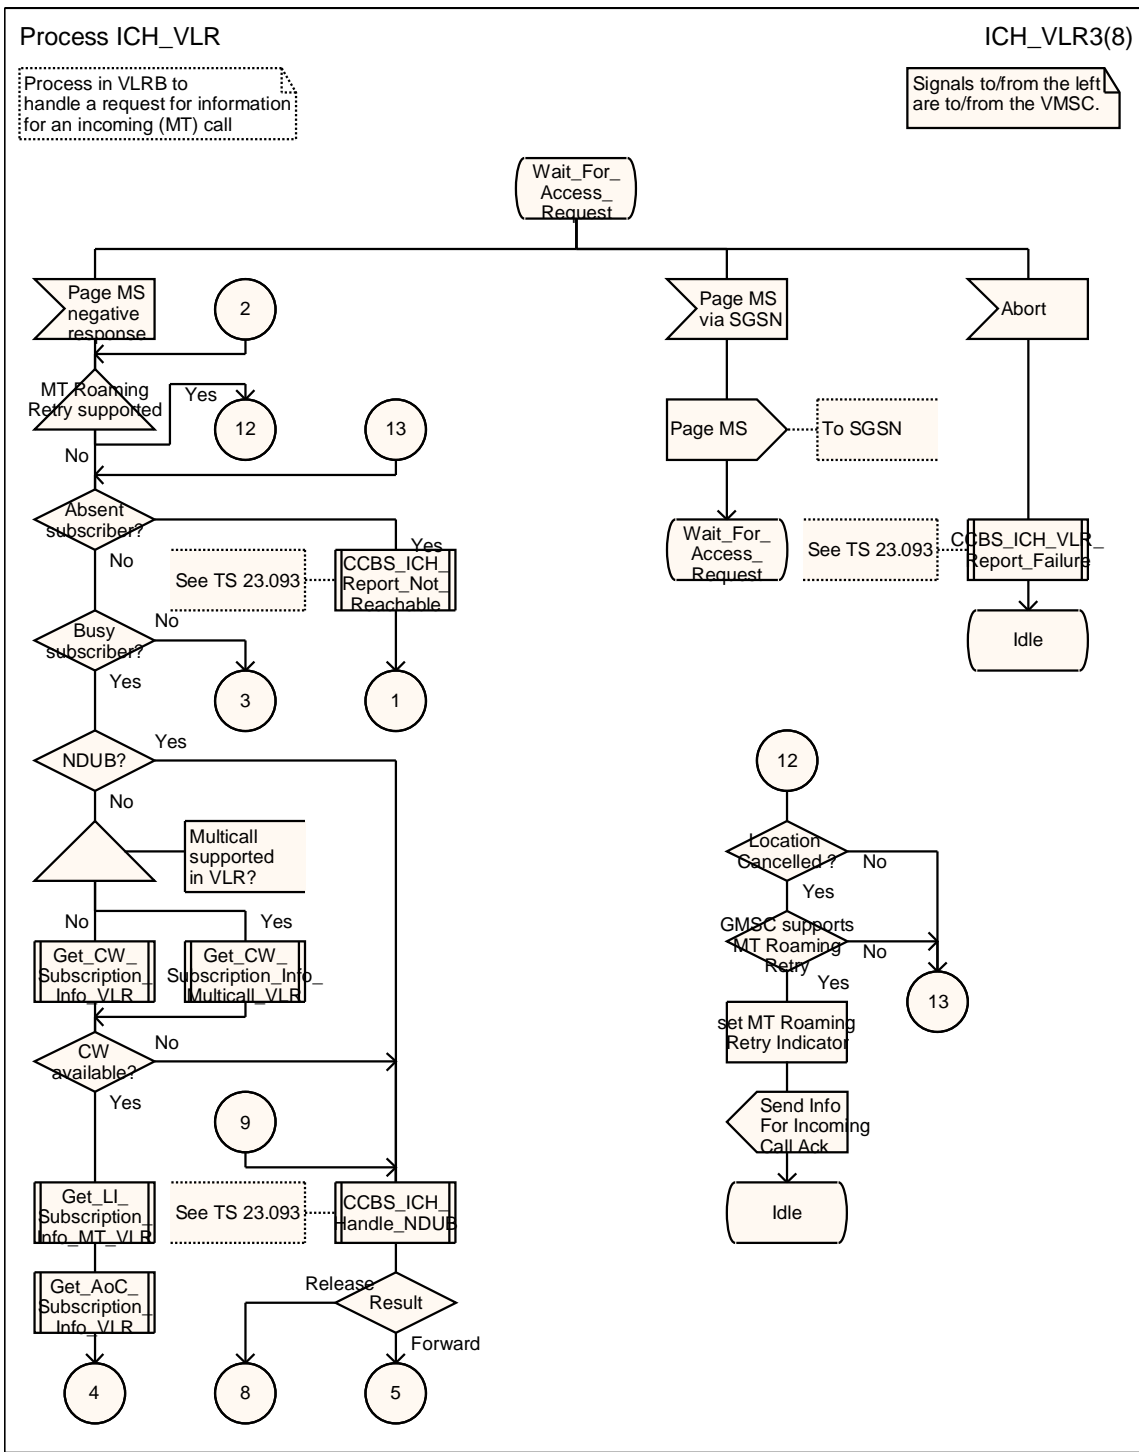 Process ICH_VLR
ICH_VLR3(8)
Process in VLRB to
handle a request for information
for an incoming (MT) call
Signals to/from the left
are to/from the VMSC.
Wait_For_
Access_
Request
Page MS
negative
response
2
Page MS
via SGSN
Abort
MT Roaming
Retry supported
Yes
12
13
No
Page MS
To SGSN
Absent
subscriber?
Yes
No
See TS 23.093
CCBS_ICH_
Report_Not_
Reachable
Wait_For_
Access_
Request
See TS 23.093
CCBS_ICH_VLR_
Report_Failure
Idle
Busy
subscriber?
No
Yes
3
1
NDUB?
Yes
No
Multicall
supported
in VLR?
No
Yes
Get_CW_
Subscription_
Info_VLR
Get_CW_
Subscription_Info_
Multicall_VLR
CW
available?
No
Yes
9
Get_LI_
Subscription_
Info_MT_VLR
See TS 23.093
CCBS_ICH_
Handle_NDUB
Get_AoC_
Subscription_
Info_VLR
Release
Result
Forward
4
8
5
12
Location
Cancelled ?
No
Yes
GMSC supports
MT Roaming
Retry
No
Yes
13
set MT Roaming
Retry Indicator
Send Info
For Incoming
Call Ack
Idle